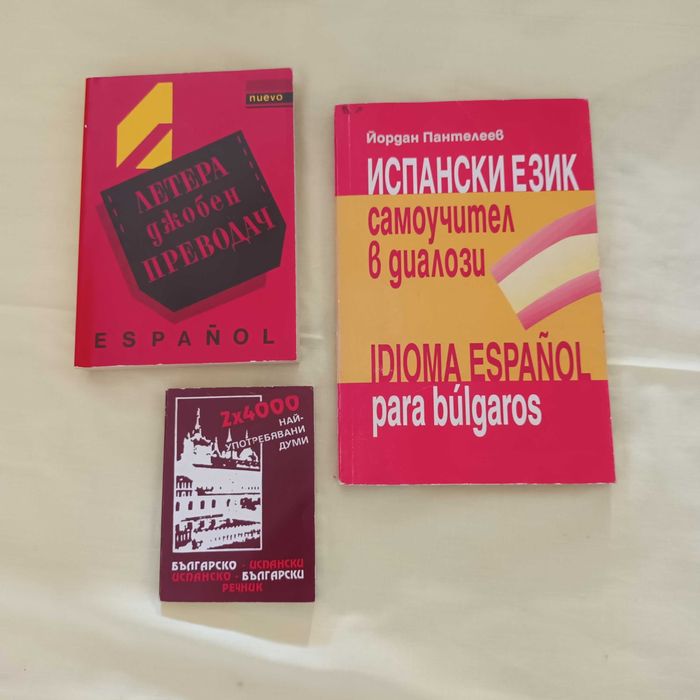 nuevo
ЛЕТЕРА
джобен
ПРЕВОДАЧ
ESPAÑOL
Йордан Пантелеев
ИСПАНСКИ ЕЗИК
самоучител
в диалози
IDIOMA ESPAÑOL
para búlgaros
2x4000
НАЙ-
УПОТРЕБЯВАНИ
ДУМИ
БЪЛГАРСКО - ИСПАНСКИ
ИСПАНСКО - БЪЛГАРСКИ
РЕЧНИК